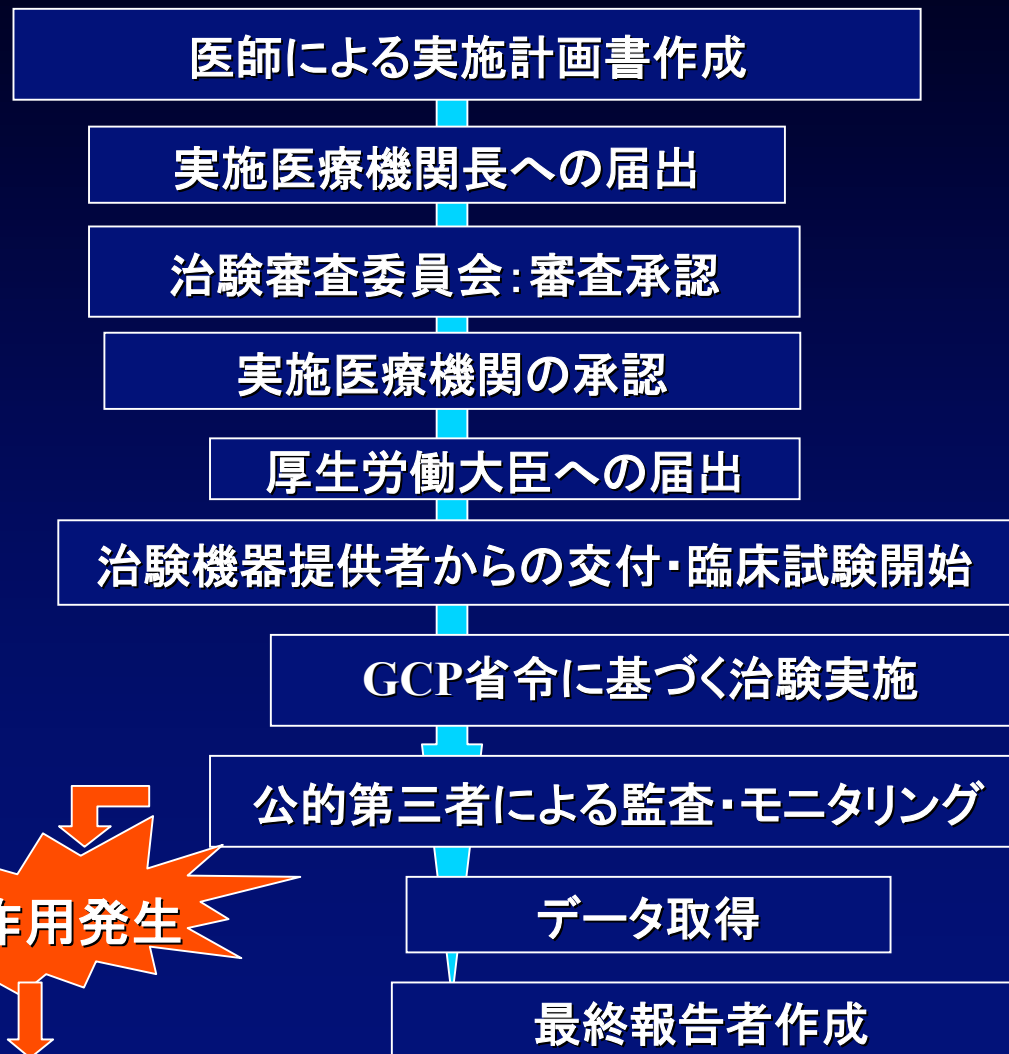 医師による実施計画書作成
実施医療機関長への届出
治験審査委員会：審査承認
実施医療機関の承認
厚生労働大臣への届出
治験機器提供者からの交付・臨床試験開始
GCP省令に基づく治験実施
公的第三者による監査・モニタリング
作用発生
データ取得
最終報告者作成